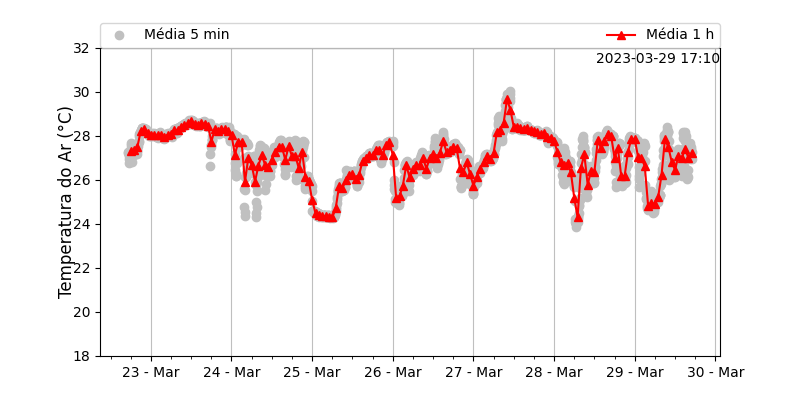 Média 5 min
Média 1 h
2023-03-29 17:10
Temperatura do Ar (°C)
32
30
28
26
24
22
20
18
23 - Mar
24 - Mar
25 - Mar
26 - Mar
27 - Mar
28 - Mar
29 - Mar
30 - Mar